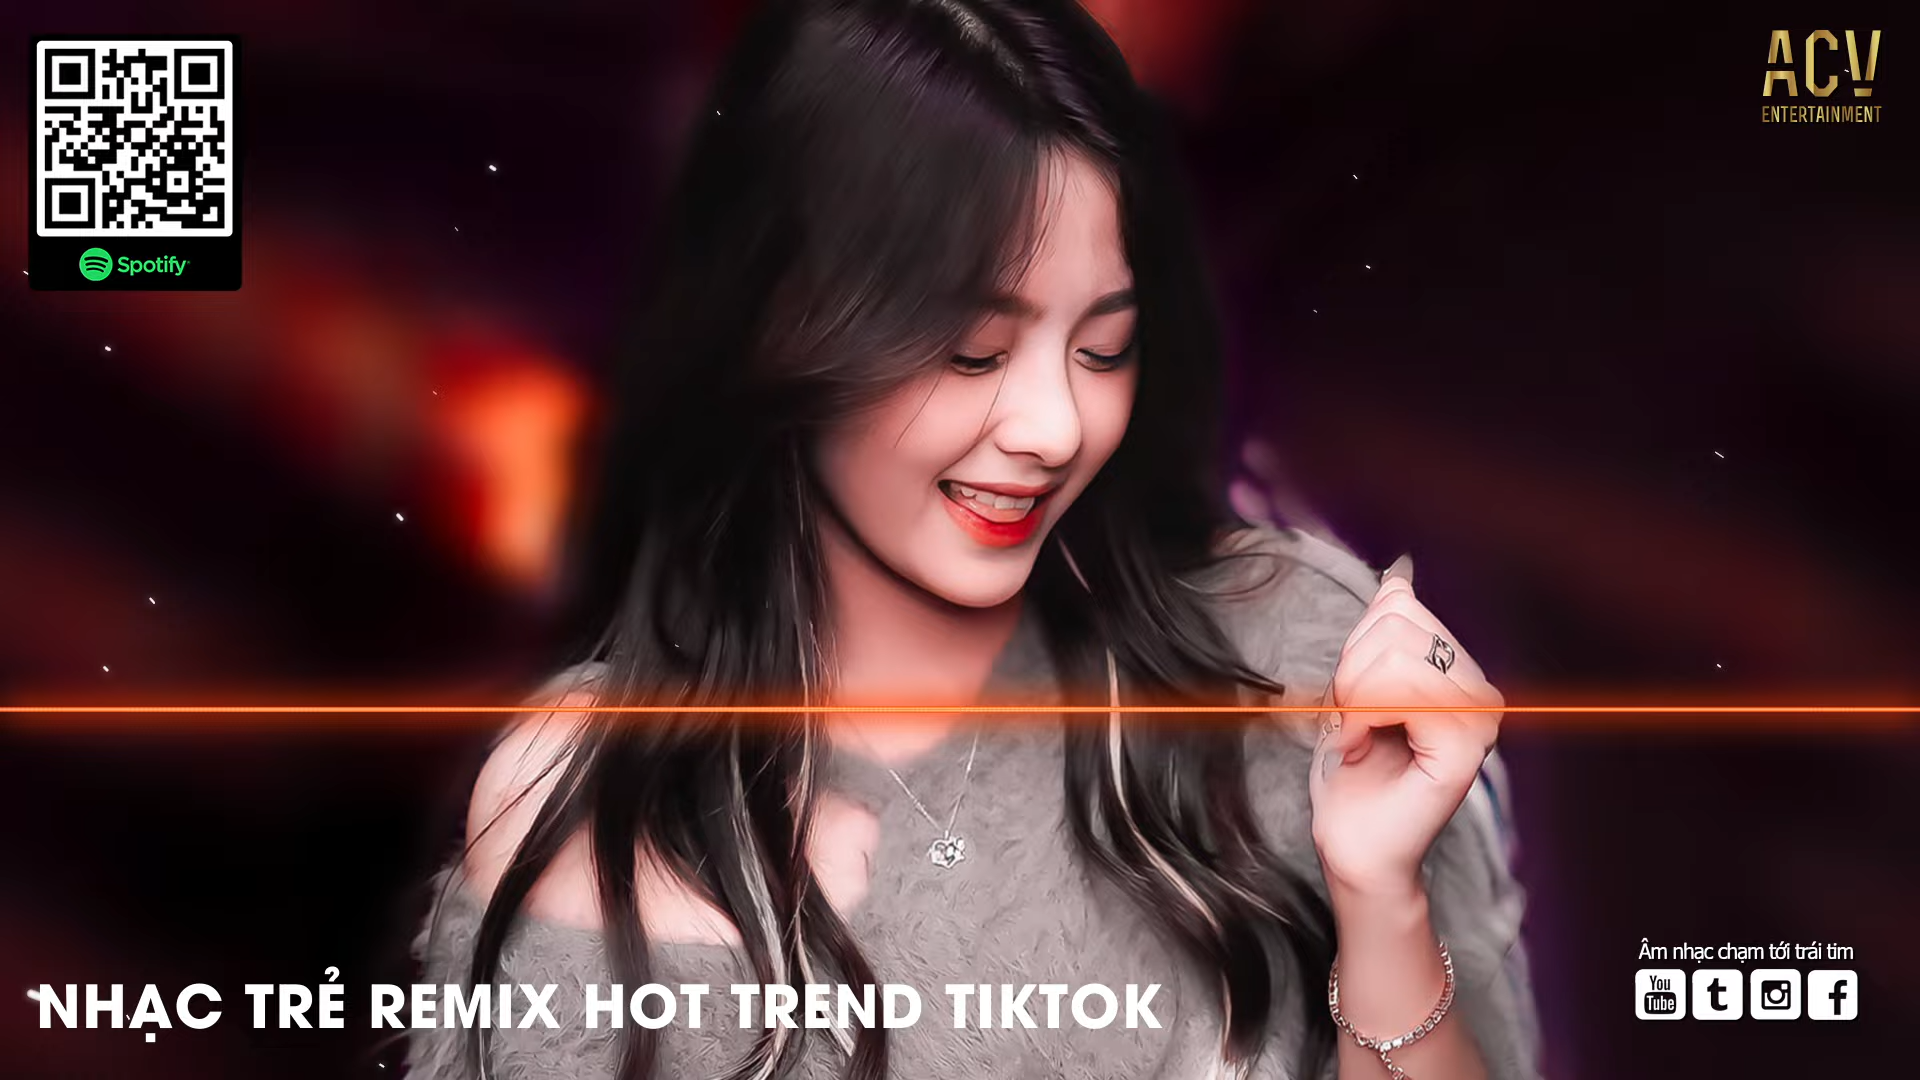 ACV
ENTERTAINMENT
Spotify
Âm nhạc chạm tới trái tim
You
Tube
NHẠC TRẺ REMIX HOT TREND TIKTOK